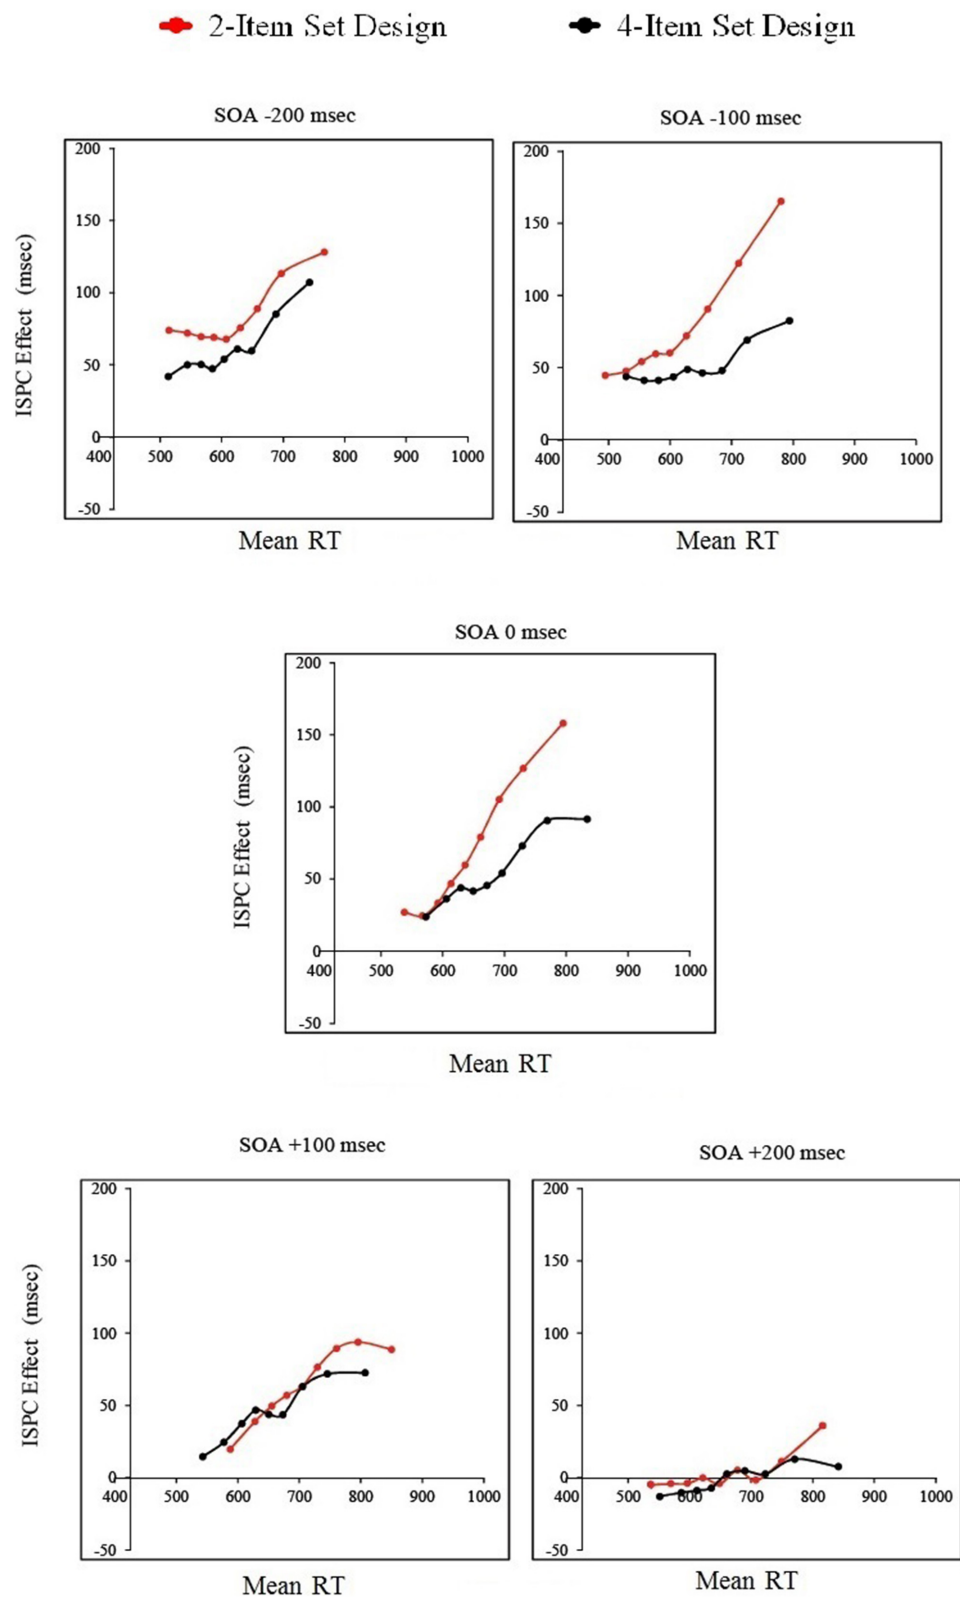 2-Item Set Design 4-Item Set Design
SOA -200 msec
200
150
100
50
0
-50
400 500 600 700 800 900 1000
ISPC Effect (msec)
Mean RT
SOA -100 msec
200
150
100
50
0
-50
400 500 600 700 800 900 1000
Mean RT
SOA 0 msec
200
150
100
50
0
-50
400 500 600 700 800 900 1000
ISPC Effect (msec)
Mean RT
SOA +100 msec
200
150
100
50
0
-50
400 500 600 700 800 900 1000
ISPC Effect (msec)
Mean RT
SOA +200 msec
200
150
100
50
0
-50
400 500 600 700 800 900 1000
Mean RT